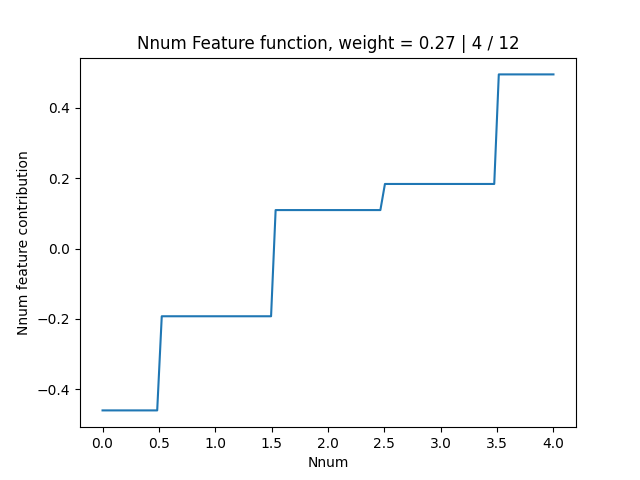 Nnum Feature function, weight = 0.27 | 4 / 12
Nnum feature contribution
0.4
0.2
0.0
−0.2
−0.4
0.0 0.5 1.0 1.5 2.0 2.5 3.0 3.5 4.0
Nnum